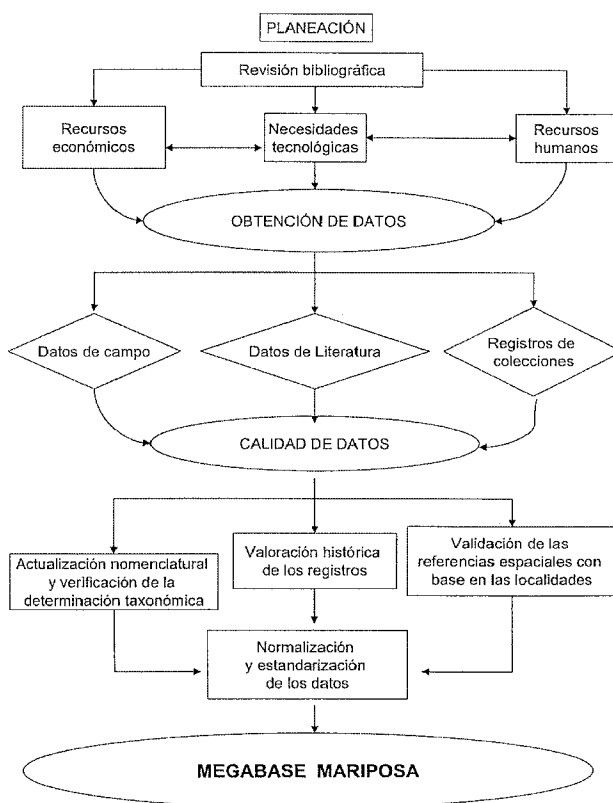 PLANEACIÓN
Revisión bibliográfica
Recursos
económicos
Necesidades
tecnológicas
Recursos
humanos
OBTENCIÓN DE DATOS
Datos de campo
Datos de Literatura
Registros de
colecciones
CALIDAD DE DATOS
Actualización nomenclatural
y verificación de la
determinación taxonómica
Valoración histórica
de los registros
Validación de las
referencias espaciales con
base en las localidades
Normalización
y estandarización
de los datos
MEGABASE MARIPOSA